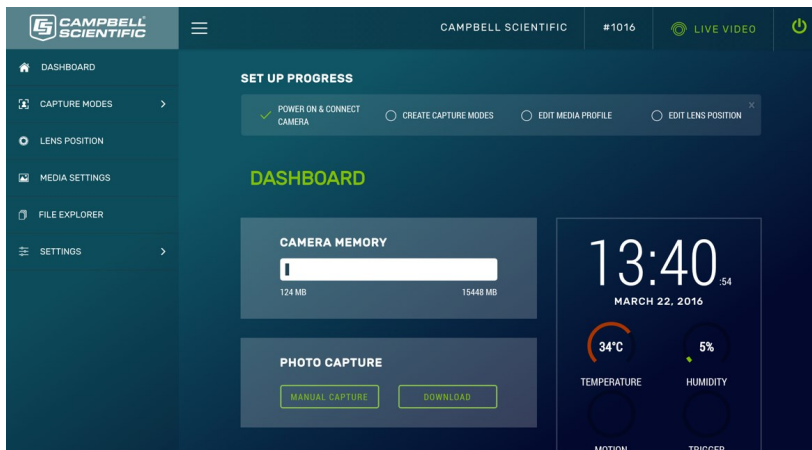 CAMPBELL
SCIENTIFIC
CAMPBELL SCIENTIFIC
#1016
LIVE VIDEO
DASHBOARD
CAPTURE MODES
LENS POSITION
MEDIA SETTINGS
FILE EXPLORER
SETTINGS
SET UP PROGRESS
POWER ON & CONNECT
CAMERA
CREATE CAPTURE MODES
EDIT MEDIA PROFILE
EDIT LENS POSITION
DASHBOARD
CAMERA MEMORY
124 MB
15448 MB
PHOTO CAPTURE
MANUAL CAPTURE
DOWNLOAD
13:40:54
MARCH 22, 2016
34°C
5%
TEMPERATURE
HUMIDITY
MOTION
TRIGGER